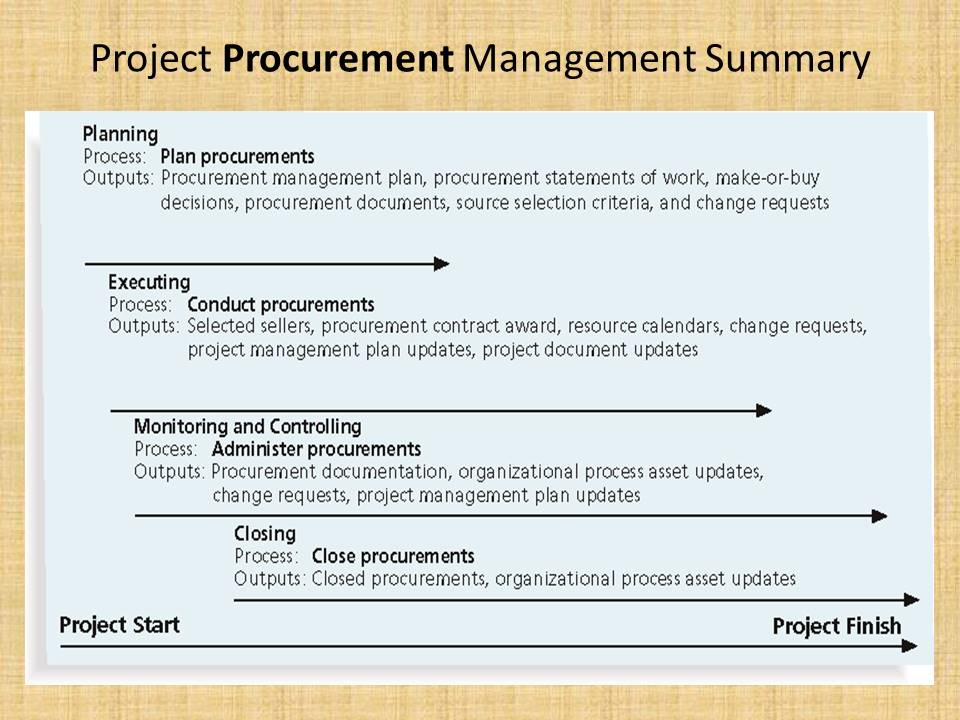 Project Procurement Management Summary
Planning
Process: Plan procurements
Outputs: Procurement management plan, procurement statements of work, make-or-buy
decisions, procurement documents, source selection criteria, and change requests
Executing
Process: Conduct procurements
Outputs: Selected sellers, procurement contract award, resource calendars, change requests,
project management plan updates, project document updates
Monitoring and Controlling
Process: Administer procurements
Outputs: Procurement documentation, organizational process asset updates,
change requests, project management plan updates
Closing
Process: Close procurements
Outputs: Closed procurements, organizational process asset updates
Project Start Project Finish